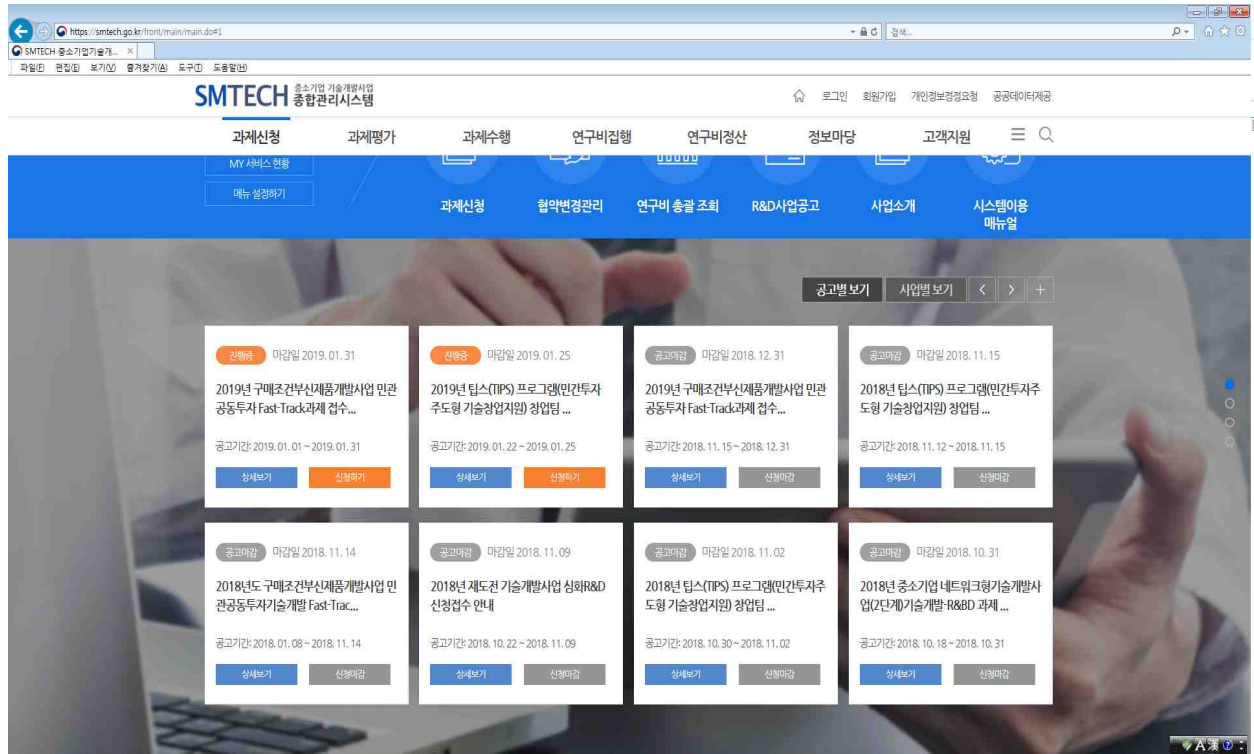 https://smtech.go.kr/front/main/main.do#1
검색...
SMTECH 중소기업기술개...
파일(F) 편집(E) 보기(V) 즐겨찾기(A) 도구(T) 도움말(H)
SMTECH 중소기업 기술개발사업
종합관리시스템
로그인 회원가입 개인정보정정요청 공공데이터제공
과제신청 과제평가 과제수행 연구비집행 연구비정산 정보마당 고객지원
MY 서비스 현황
메뉴 설정하기
과제신청 협약변경관리 연구비 총괄 조회 R&D사업공고 사업소개 시스템이용
매뉴얼
공고별 보기 사업별 보기 < > +
진행중 마감일 2019. 01. 31
2019년 구매조건부신제품개발사업 민관
공동투자 Fast-Track과제 접수...
공고기간: 2019. 01. 01 ~ 2019. 01. 31
상세보기 신청하기
진행중 마감일 2019. 01. 25
2019년 팁스(TIPS) 프로그램(민간투자
주도형 기술창업지원) 창업팀 ...
공고기간: 2019. 01. 22 ~ 2019. 01. 25
상세보기 신청하기
공고마감 마감일 2018. 12. 31
2019년 구매조건부신제품개발사업 민관
공동투자 Fast-Track과제 접수...
공고기간: 2018. 11. 15 ~ 2018. 12. 31
상세보기 신청마감
공고마감 마감일 2018. 11. 15
2018년 팁스(TIPS) 프로그램(민간투자주
도형 기술창업지원) 창업팀 ...
공고기간: 2018. 11. 12 ~ 2018. 11. 15
상세보기 신청마감
공고마감 마감일 2018. 11. 14
2018년도 구매조건부신제품개발사업 민
관공동투자기술개발 Fast-Trac...
공고기간: 2018. 01. 08 ~ 2018. 11. 14
상세보기 신청마감
공고마감 마감일 2018. 11. 09
2018년 재도전 기술개발사업 심화R&D
신청접수 안내
공고기간: 2018. 10. 22 ~ 2018. 11. 09
상세보기 신청마감
공고마감 마감일 2018. 11. 02
2018년 팁스(TIPS) 프로그램(민간투자주
도형 기술창업지원) 창업팀 ...
공고기간: 2018. 10. 30 ~ 2018. 11. 02
상세보기 신청마감
공고마감 마감일 2018. 10. 31
2018년 중소기업 네트워크형기술개발사
업(2단계)기술개발-R&BD 과제 ...
공고기간: 2018. 10. 18 ~ 2018. 10. 31
상세보기 신청마감
A 漢